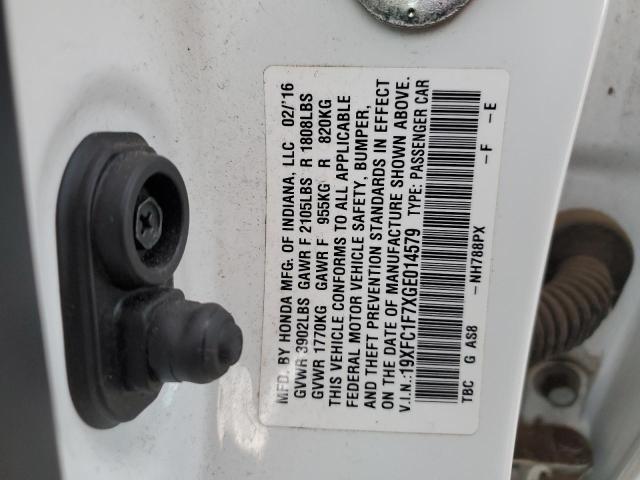 MFD. BY HONDA MFG. OF INDIANA, LLC 02/'16
GVWR 3902LBS GAWR F 2105LBS R 1808LBS
GVWR 1770KG GAWR F 955KG R 820KG
THIS VEHICLE CONFORMS TO ALL APPLICABLE
FEDERAL MOTOR VEHICLE SAFETY, BUMPER,
AND THEFT PREVENTION STANDARDS IN EFFECT
ON THE DATE OF MANUFACTURE SHOWN ABOVE.
V.I.N.:19XFC1F7XGE014579 TYPE: PASSENGER CAR
TBC G AS8 -NH788PX -F -E